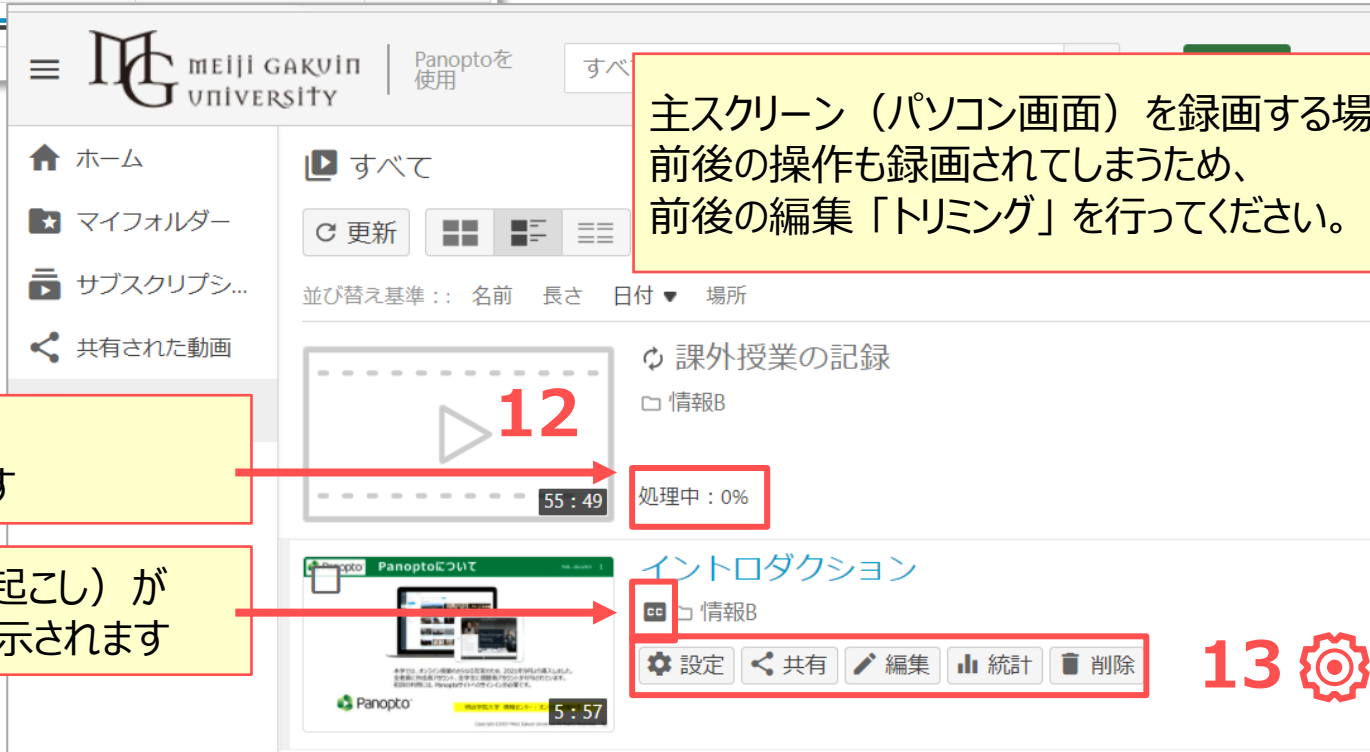 MEIJI GAKUIN
UNIVERSITY
Panoptoを
使用
すべ
主スクリーン（パソコン画面）を録画する場
前後の操作も録画されてしまうため、
前後の編集「トリミング」を行ってください。
ホーム
マイフォルダー
サブスクリプシ...
共有された動画
すべて
更新
並び替え基準：: 名前 長さ 日付 ▼ 場所
課外授業の記録
情報B
12
55：49
処理中：0%
す
起こし）が
示されます
Panopto Panoptoについて
Panopto
5：57
イントロダクション
CC 情報B
設定 共有 編集 统計 削除
13